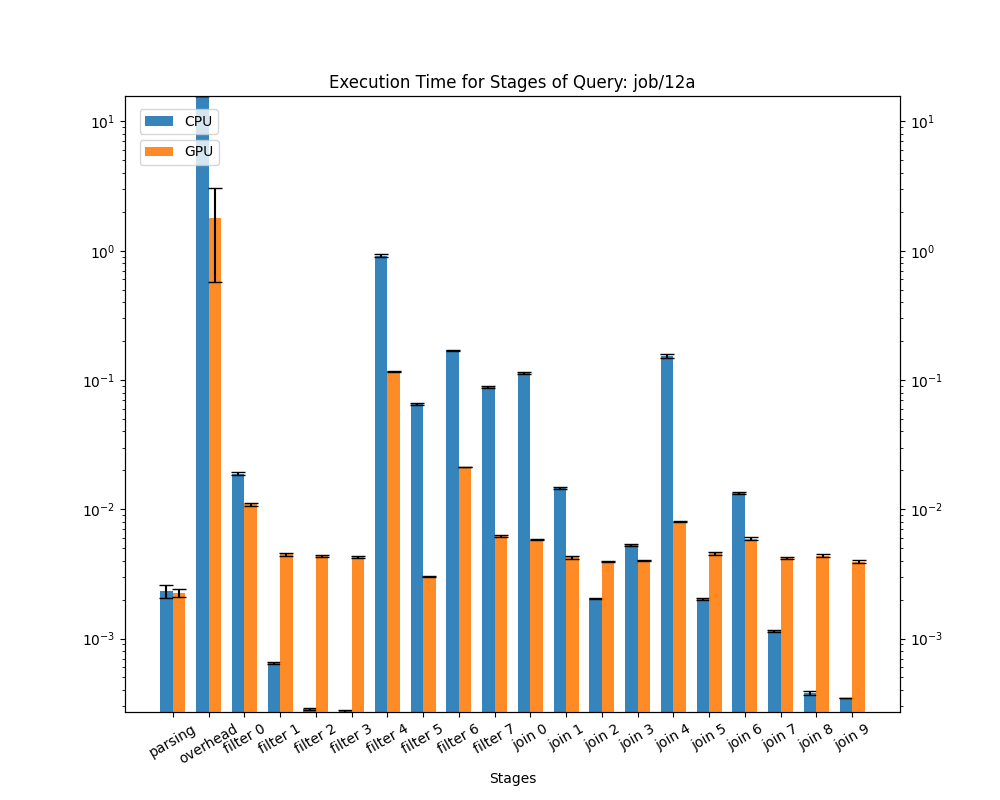 Execution Time for Stages of Query: job/12a
CPU
GPU
10¹
10⁰
10⁻¹
10⁻²
10⁻³
10¹
10⁰
10⁻¹
10⁻²
10⁻³
parsing
overhead
filter 0
filter 1
filter 2
filter 3
filter 4
filter 5
filter 6
filter 7
join 0
join 1
join 2
join 3
join 4
join 5
join 6
join 7
join 8
join 9
Stages